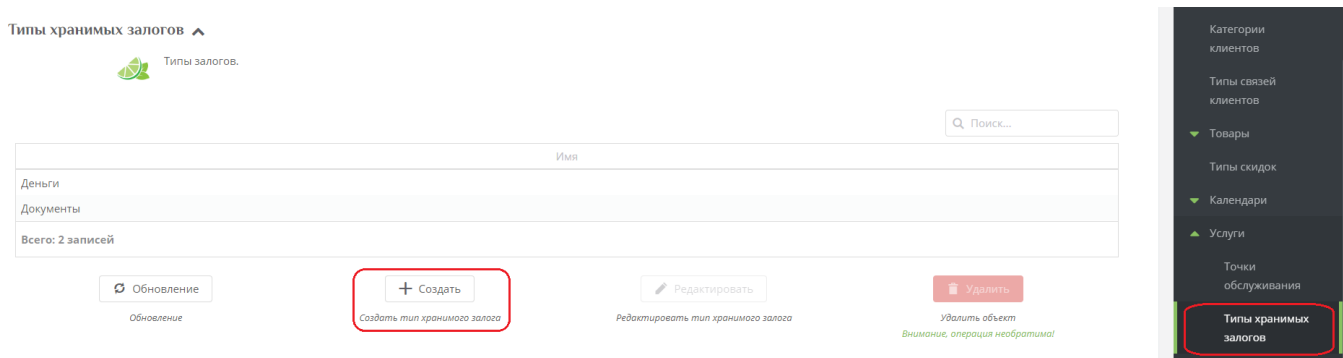 Типы хранимых залогов
Типы залогов.
Поиск...
Имя
Деньги
Документы
Всего: 2 записей
Обновление
Создать
Редактировать
Удалить
Обновление
Создать тип хранимого залога
Редактировать тип хранимого залога
Удалить объект
Внимание, операция необратима!
Категории
клиентов
Типы связей
клиентов
Товары
Типы скидок
Календари
Услуги
Точки
обслуживания
Типы хранимых
залогов